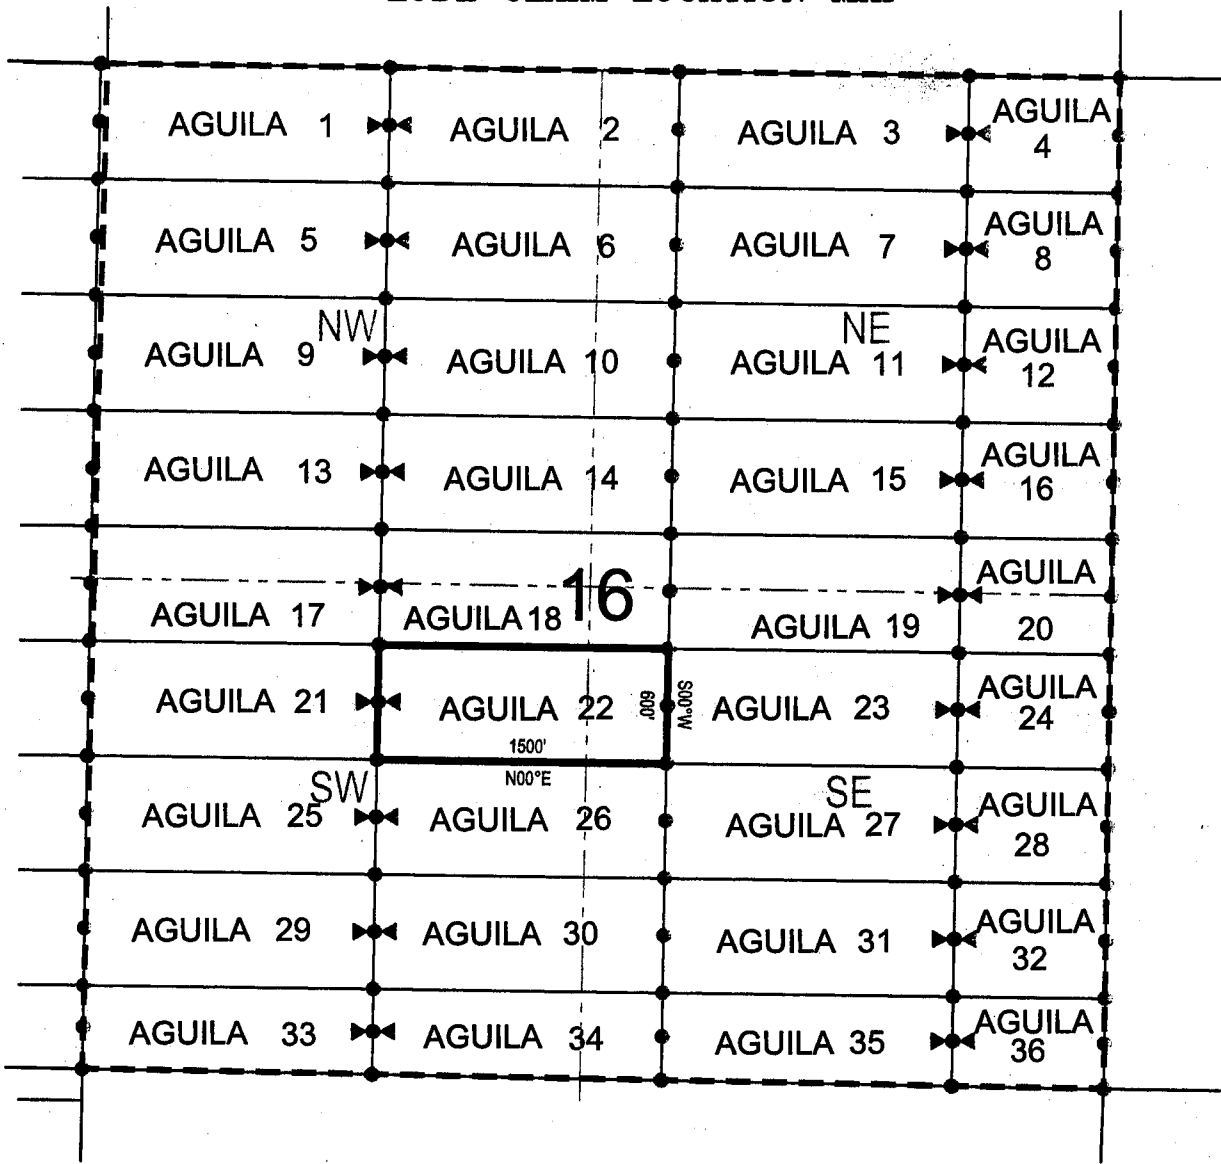 AGUILA 1
AGUILA 2
AGUILA 3
AGUILA
4
AGUILA 5
AGUILA 6
AGUILA 7
AGUILA
8
NW
NE
AGUILA 9
AGUILA 10
AGUILA 11
AGUILA
12
AGUILA 13
AGUILA 14
AGUILA 15
AGUILA
16
16
AGUILA 17
AGUILA 18
AGUILA 19
AGUILA
20
AGUILA 21
AGUILA 22
600'
S00°W
1500'
N00°E
AGUILA 23
AGUILA
24
SW
SE
AGUILA 25
AGUILA 26
AGUILA 27
AGUILA
28
AGUILA 29
AGUILA 30
AGUILA 31
AGUILA
32
AGUILA 33
AGUILA 34
AGUILA 35
AGUILA
36